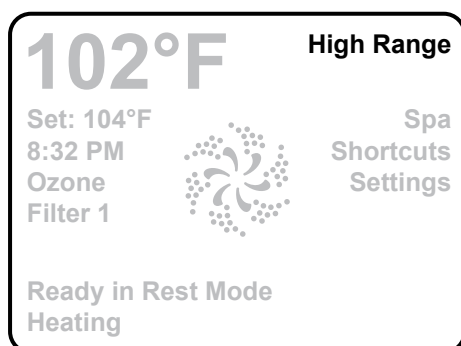 102°F
High Range
Set: 104°F
8:32 PM
Ozone
Filter 1
Spa
Shortcuts
Settings
Ready in Rest Mode
Heating